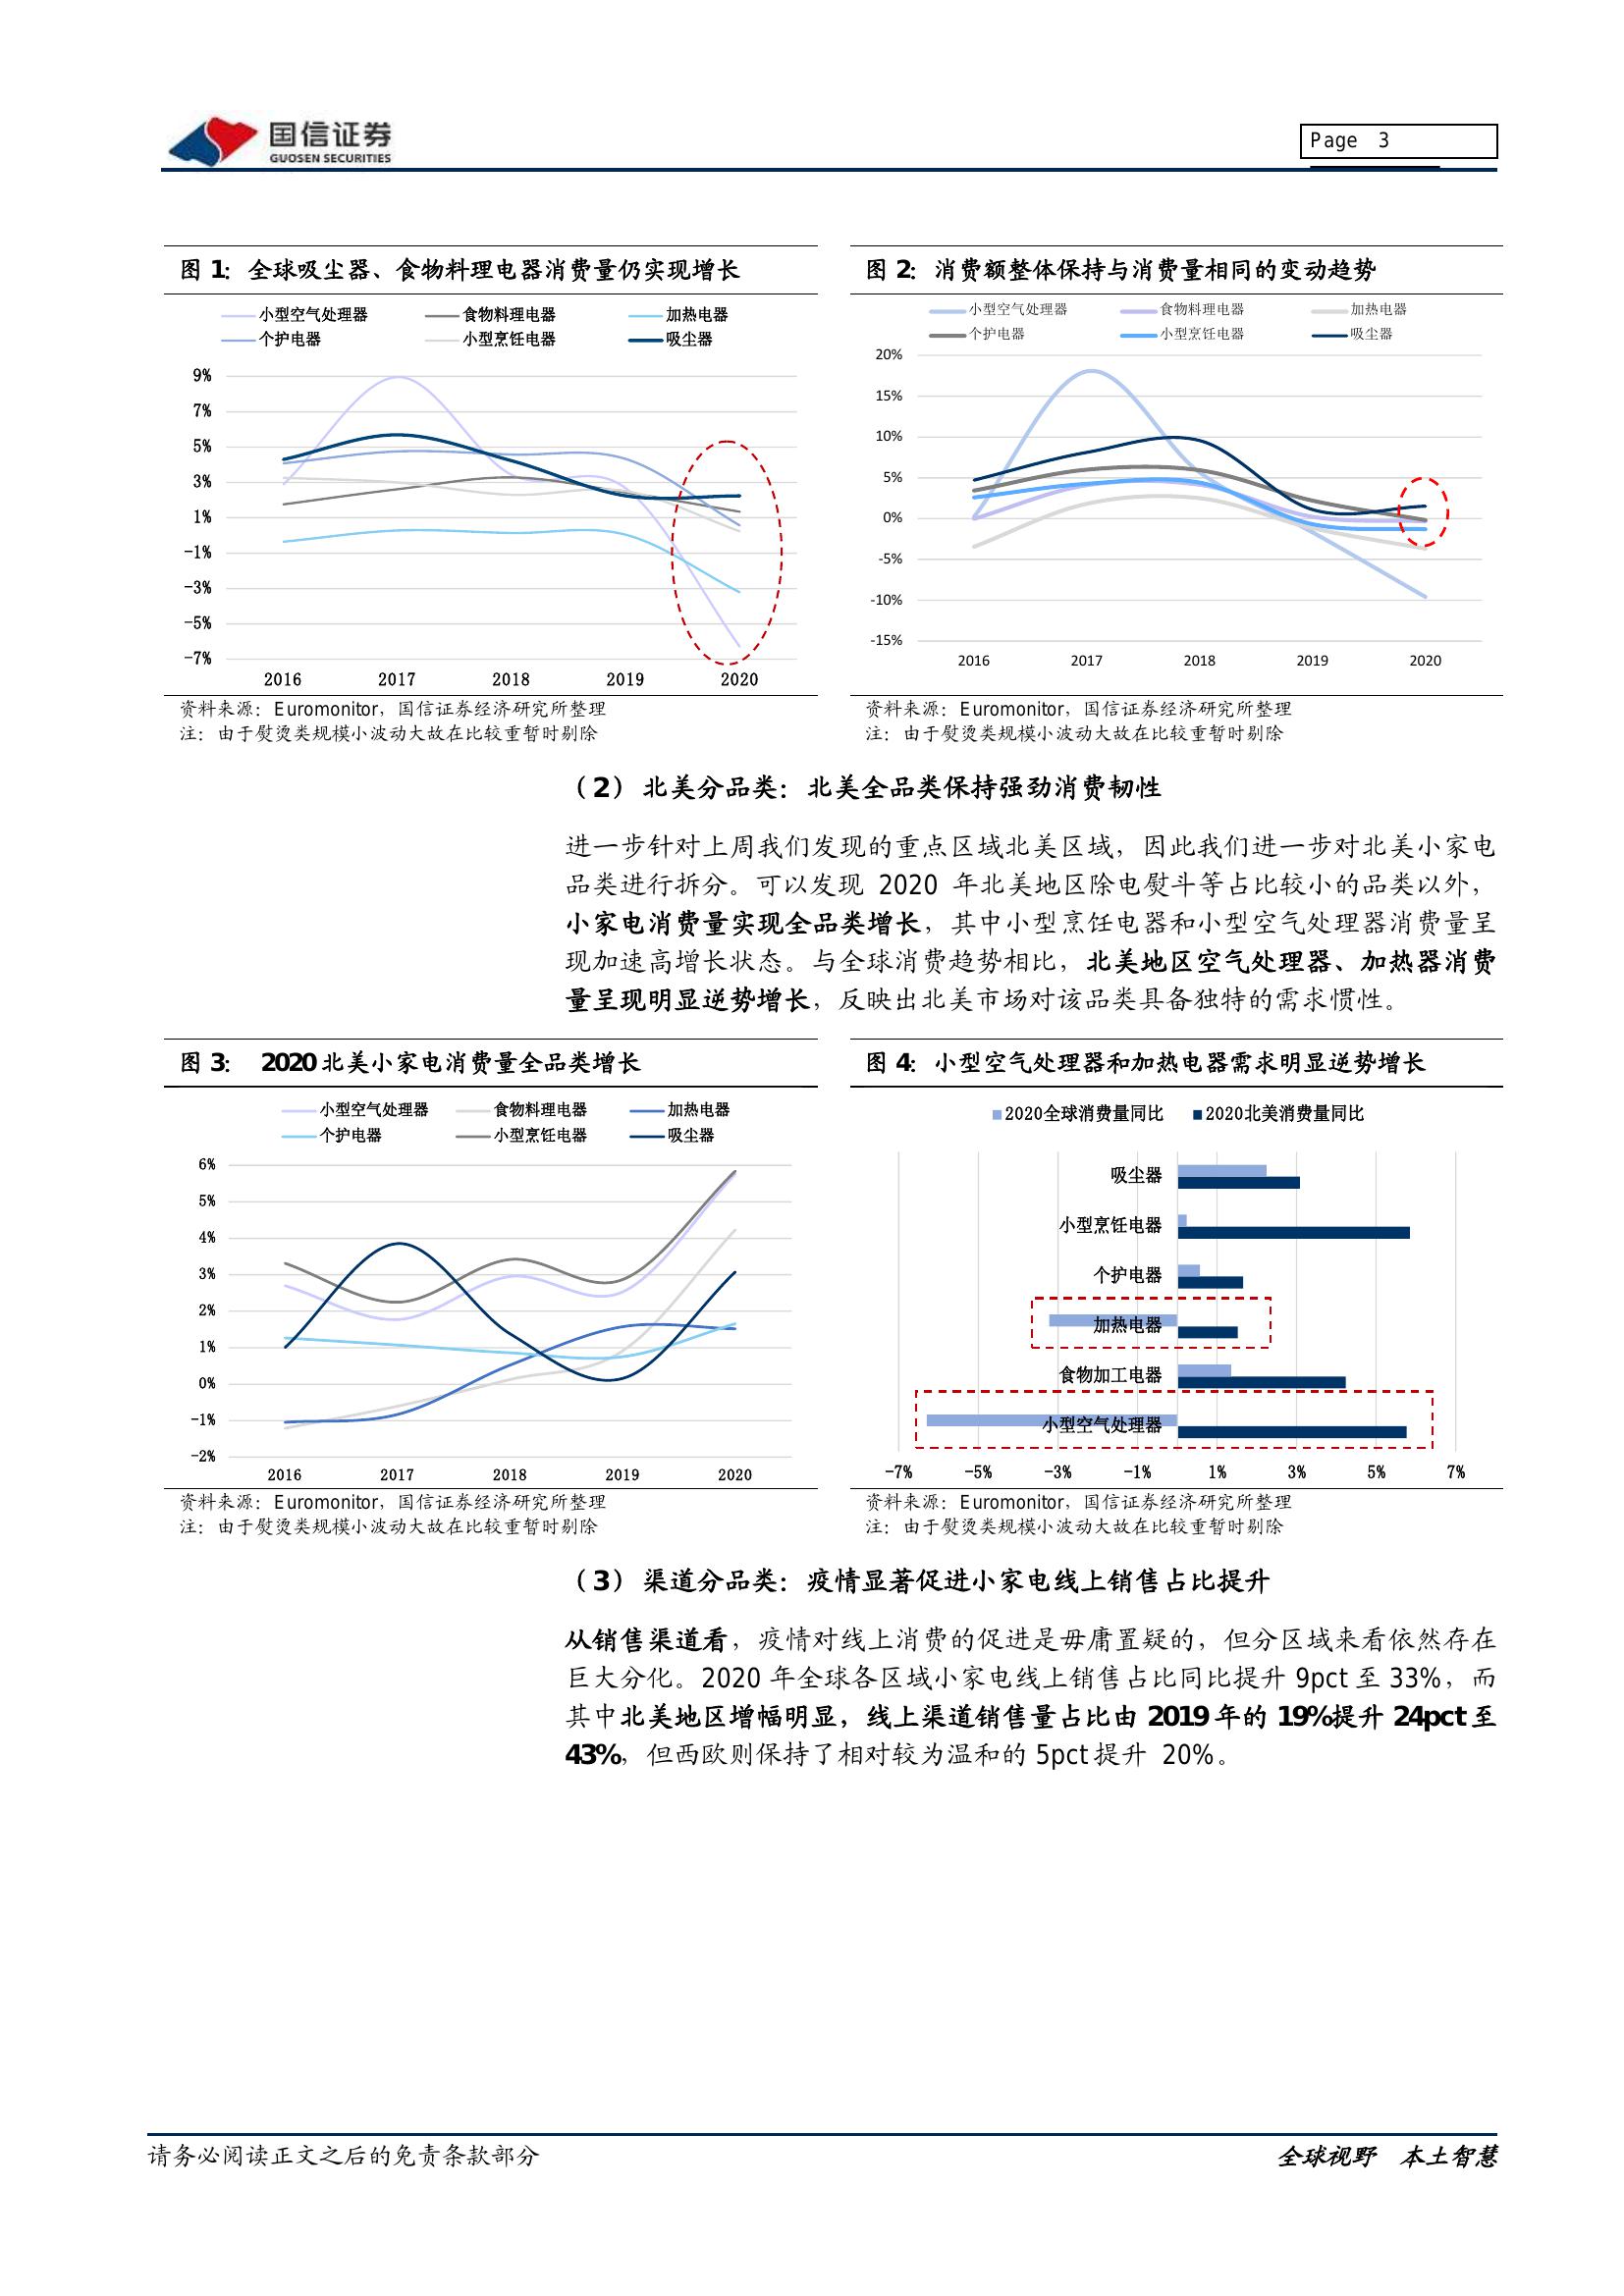 国信证券
GUOSEN SECURITIES
Page 3
图 1：全球吸尘器、食物料理电器消费量仍实现增长
小型空气处理器 食物料理电器 加热电器
个护电器 小型烹饪电器 吸尘器
9%
7%
5%
3%
1%
-1%
-3%
-5%
-7%
2016 2017 2018 2019 2020
资料来源：Euromonitor，国信证券经济研究所整理
注：由于熨烫类规模小波动大故在比较重暂时剔除
图 2：消费额整体保持与消费量相同的变动趋势
小型空气处理器 食物料理电器 加热电器
个护电器 小型烹饪电器 吸尘器
20%
15%
10%
5%
0%
-5%
-10%
-15%
2016 2017 2018 2019 2020
资料来源：Euromonitor，国信证券经济研究所整理
注：由于熨烫类规模小波动大故在比较重暂时剔除
（2）北美分品类：北美全品类保持强劲消费韧性
进一步针对上周我们发现的重点区域北美区域，因此我们进一步对北美小家电
品类进行拆分。可以发现 2020 年北美地区除电熨斗等占比较小的品类以外，
小家电消费量实现全品类增长，其中小型烹饪电器和小型空气处理器消费量呈
现加速高增长状态。与全球消费趋势相比，北美地区空气处理器、加热器消费
量呈现明显逆势增长，反映出北美市场对该品类具备独特的需求惯性。
图 3： 2020 北美小家电消费量全品类增长
小型空气处理器 食物料理电器 加热电器
个护电器 小型烹饪电器 吸尘器
6%
5%
4%
3%
2%
1%
0%
-1%
-2%
2016 2017 2018 2019 2020
资料来源：Euromonitor，国信证券经济研究所整理
注：由于熨烫类规模小波动大故在比较重暂时剔除
图 4：小型空气处理器和加热电器需求明显逆势增长
2020全球消费量同比 2020北美消费量同比
吸尘器
小型烹饪电器
个护电器
加热电器
食物加工电器
小型空气处理器
-7% -5% -3% -1% 1% 3% 5% 7%
资料来源：Euromonitor，国信证券经济研究所整理
注：由于熨烫类规模小波动大故在比较重暂时剔除
（3）渠道分品类：疫情显著促进小家电线上销售占比提升
从销售渠道看，疫情对线上消费的促进是毋庸置疑的，但分区域来看依然存在
巨大分化。2020 年全球各区域小家电线上销售占比同比提升 9pct 至 33%，而
其中北美地区增幅明显，线上渠道销售量占比由 2019 年的 19%提升 24pct 至
43%，但西欧则保持了相对较为温和的 5pct 提升 20%。
请务必阅读正文之后的免责条款部分
全球视野 本土智慧